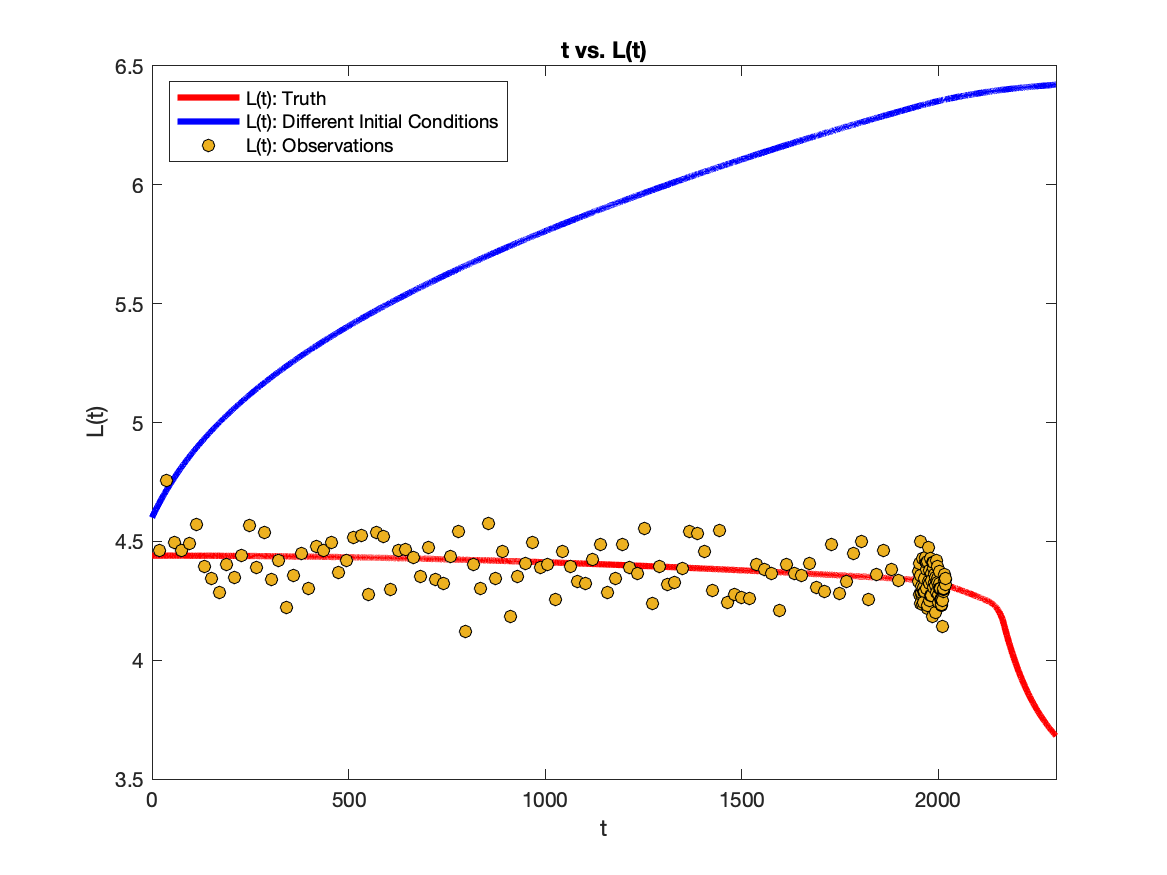 t vs. L(t)
L(t): Truth
L(t): Different Initial Conditions
L(t): Observations
6.5
6
5.5
5
4.5
4
3.5
L(t)
0
500
1000
1500
2000
t